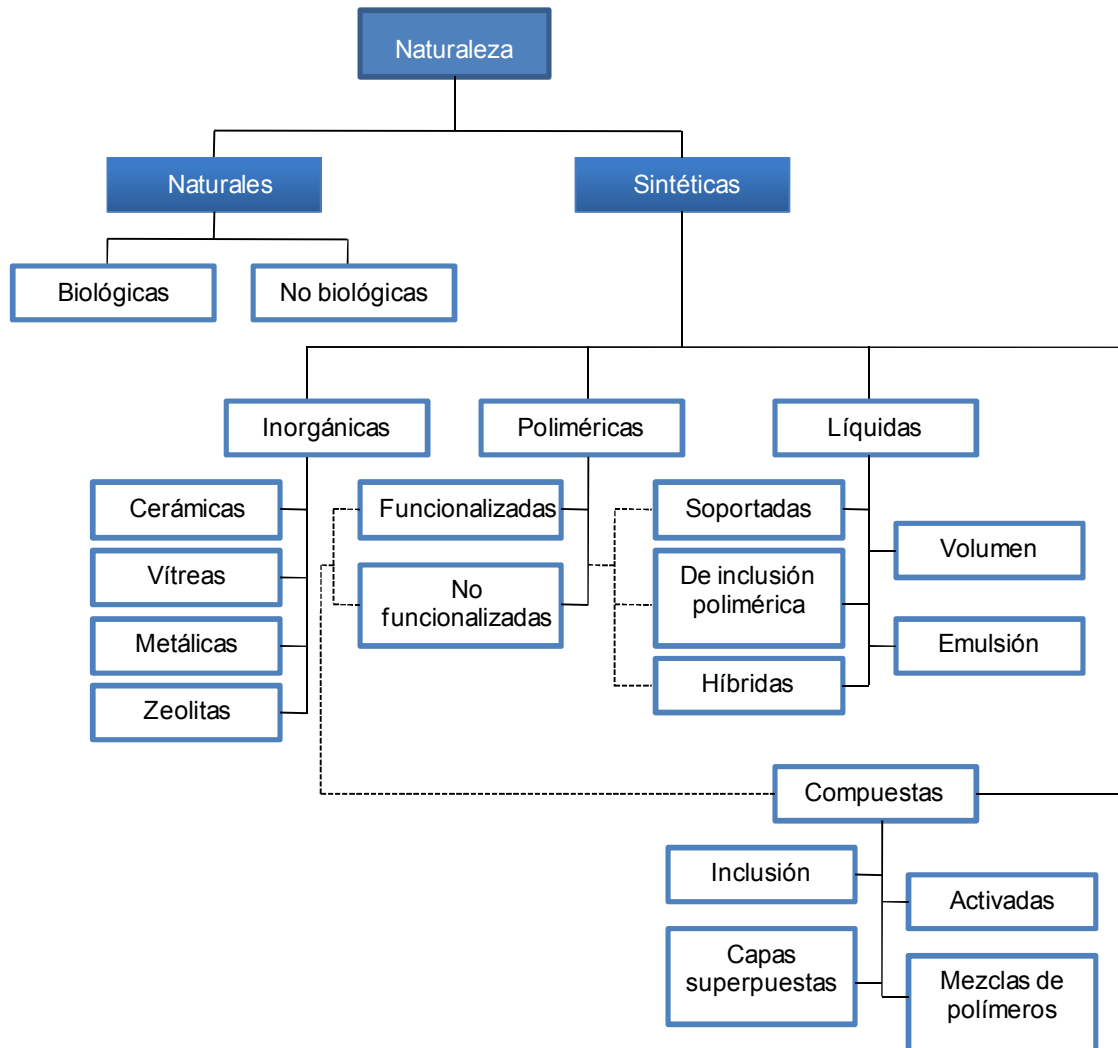 Naturaleza
Naturales
Sintéticas
Biológicas
No biológicas
Inorgánicas
Poliméricas
Líquidas
Cerámicas
Vítreas
Metálicas
Zeolitas
Funcionalizadas
No
funcionalizadas
Soportadas
De inclusión
polimérica
Híbridas
Volumen
Emulsión
Compuestas
Inclusión
Activadas
Capas
superpuestas
Mezclas de
polímeros